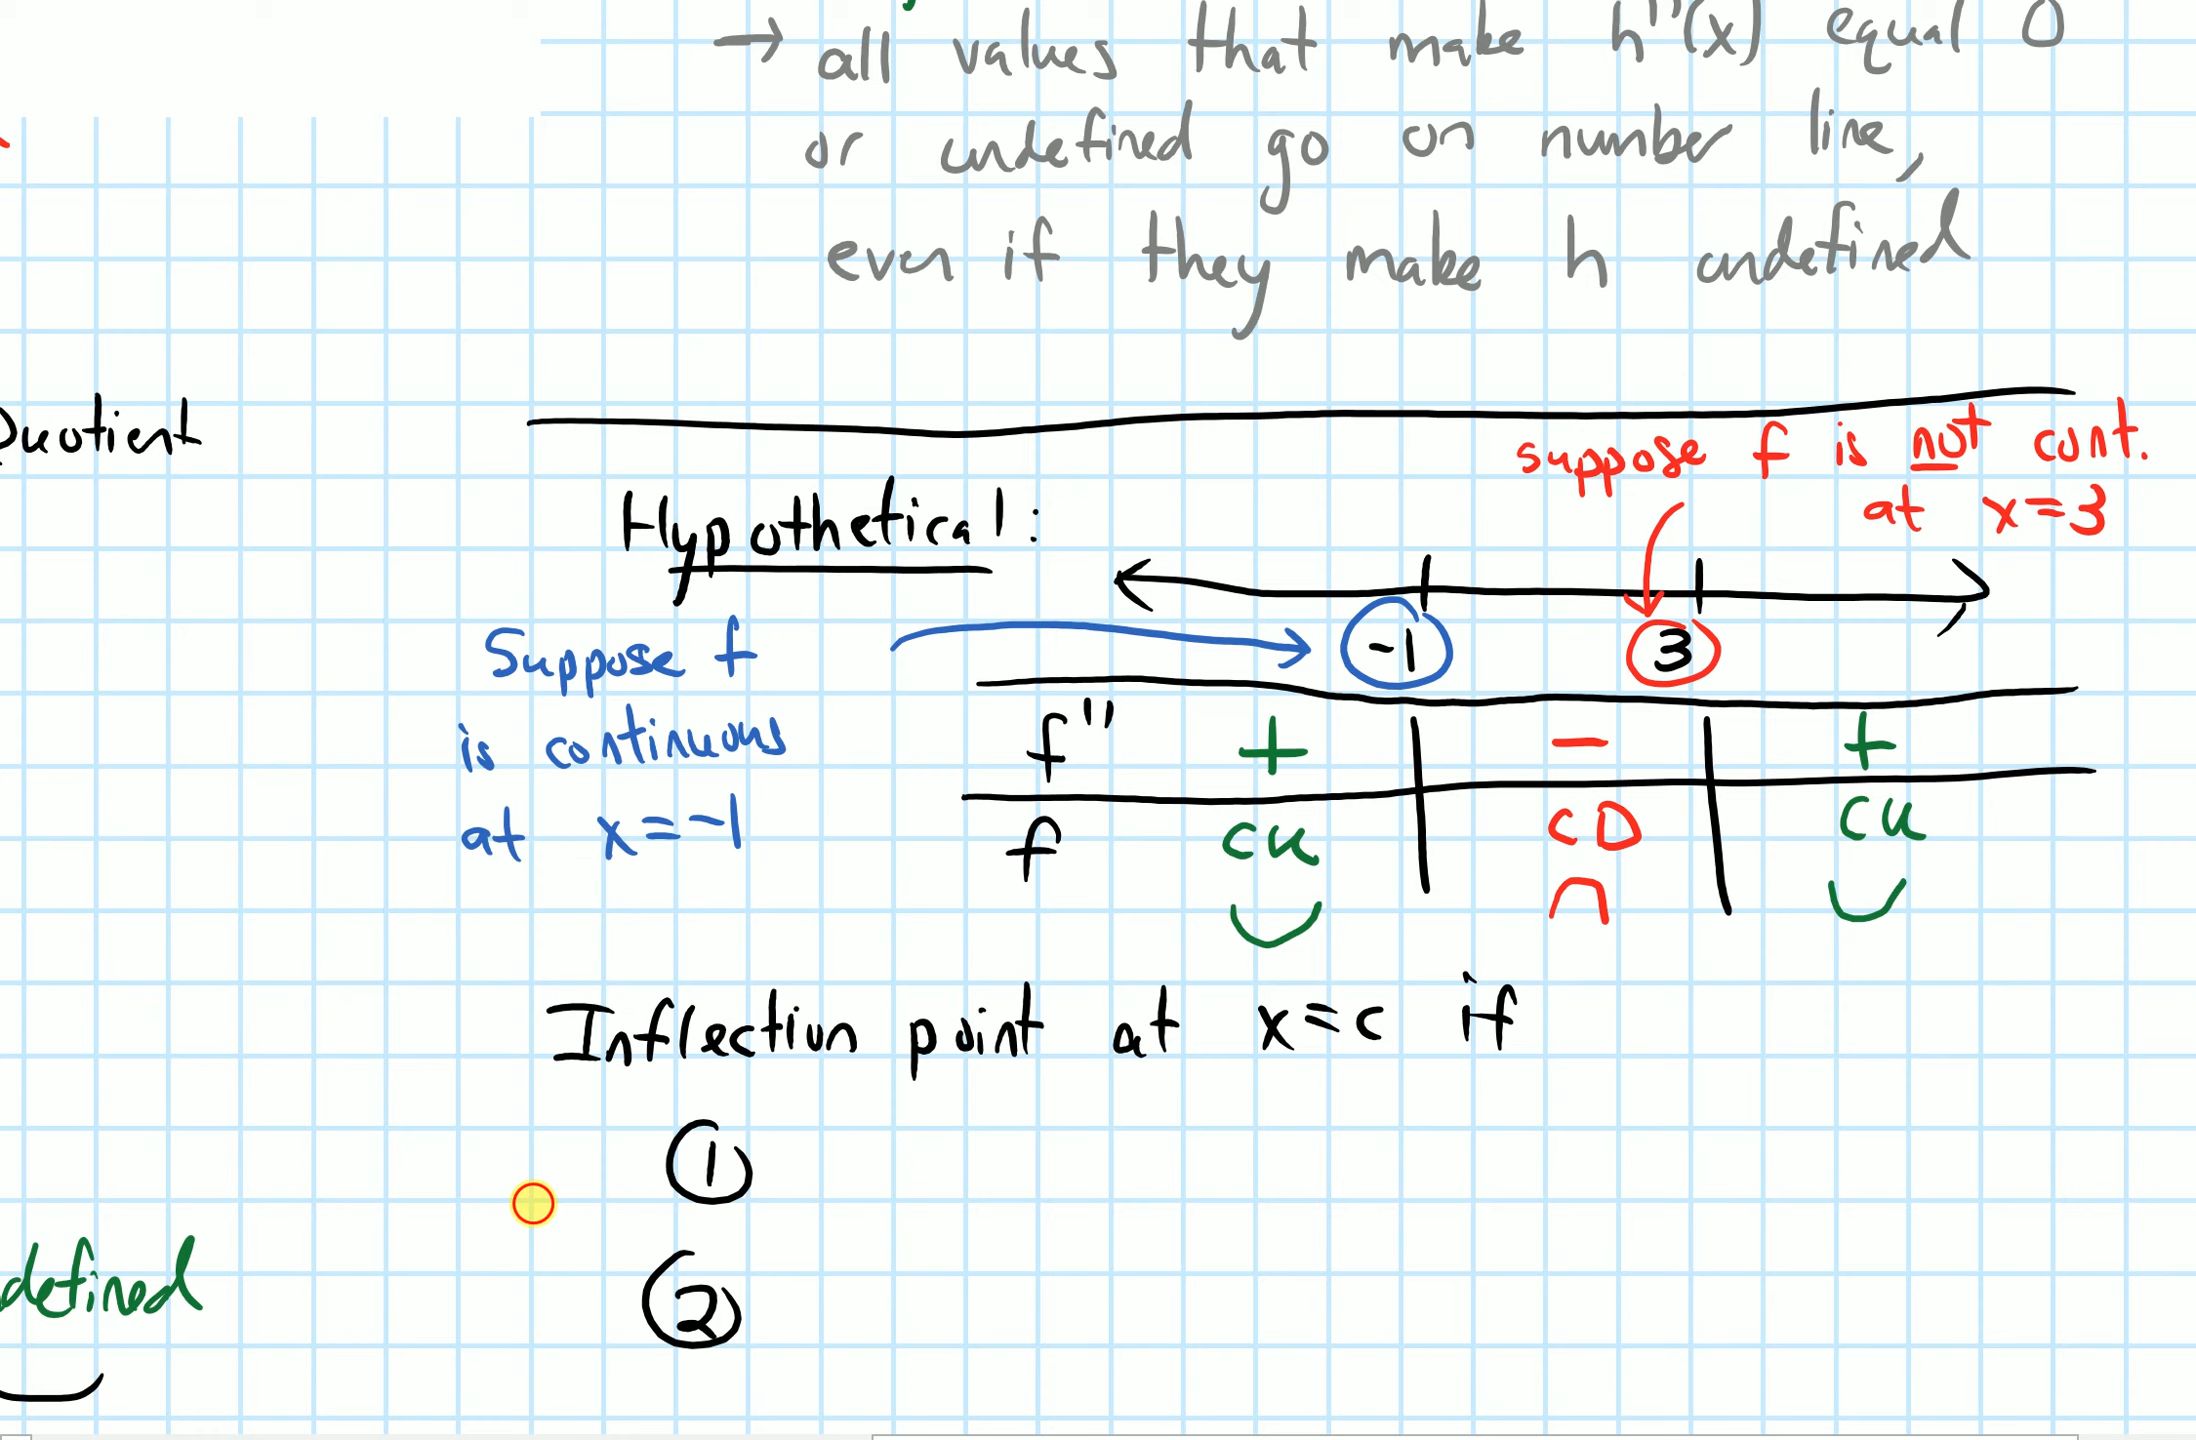 → all values that make h"(x) equal 0
or undefined go on number line,
even if they make h undefined
Quotient
suppose f is not cont.
at x=3
Hypothetical:
-1 3
Suppose f
is continuous
at x=-1
f" + - +
f CU CD CU
Inflection point at x=c if
①
②
defined